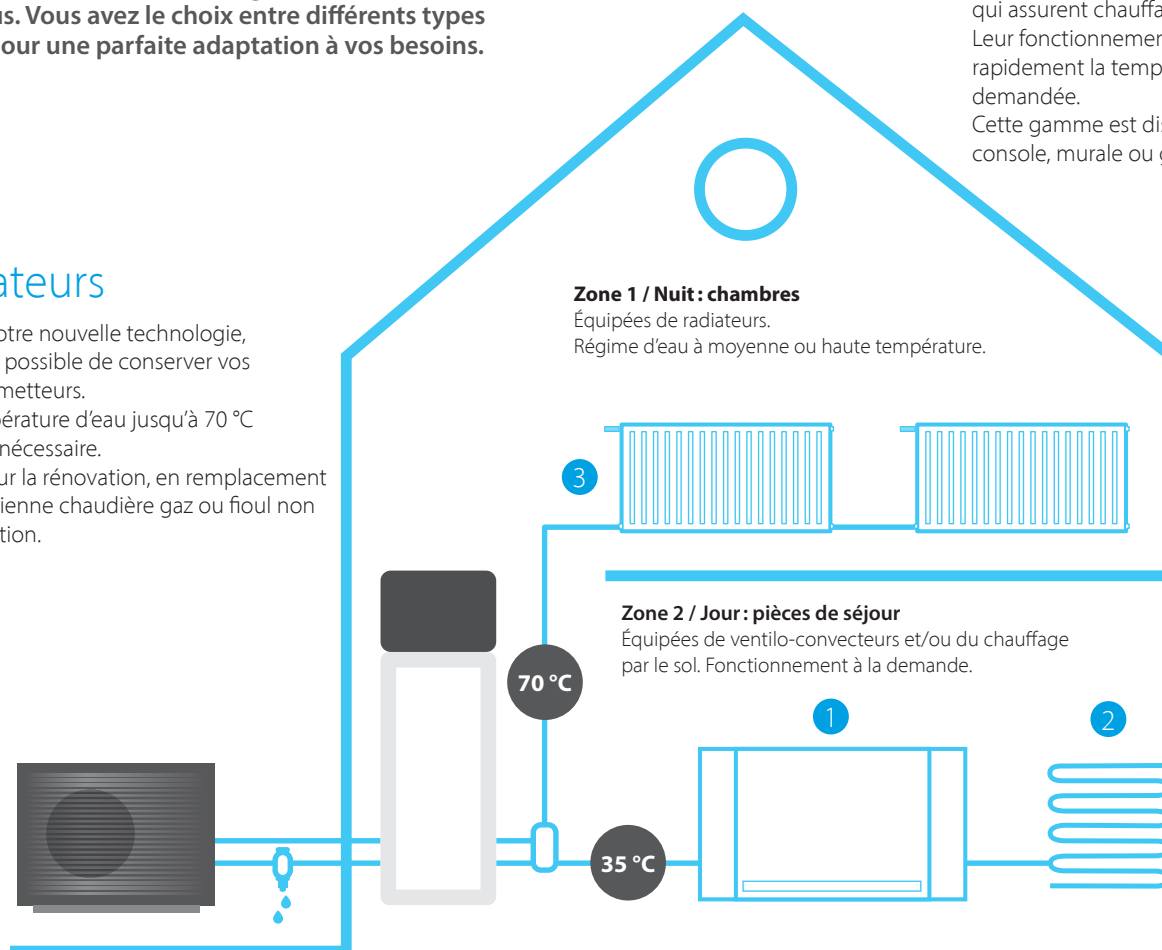 us. Vous avez le choix entre différents types
our une parfaite adaptation à vos besoins.
qui assurent chauffa
Leur fonctionnemen
rapidement la temp
demandée.
Cette gamme est dis
console, murale ou
ateurs
otre nouvelle technologie,
possible de conserver vos
metteurs.
pérature d'eau jusqu'à 70 °C
nécessaire.
ur la rénovation, en remplacement
ienne chaudière gaz ou fioul non
tion.
Zone 1 / Nuit : chambres
Équipées de radiateurs.
Régime d'eau à moyenne ou haute température.
3
Zone 2 / Jour : pièces de séjour
Équipées de ventilo-convecteurs et/ou du chauffage
par le sol. Fonctionnement à la demande.
70 °C
1
2
35 °C